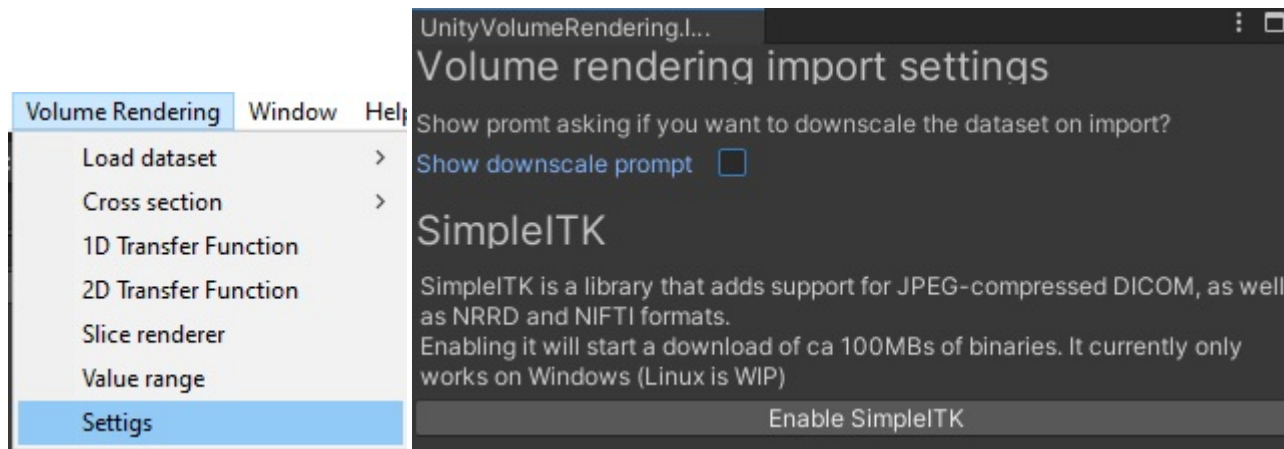 Volume Rendering Window Help
Load dataset >
Cross section >
1D Transfer Function
2D Transfer Function
Slice renderer
Value range
Settigs
UnityVolumeRendering.I...
Volume rendering import settings
Show promt asking if you want to downscale the dataset on import?
Show downscale prompt
SimpleITK
SimpleITK is a library that adds support for JPEG-compressed DICOM, as well
as NRRD and NIFTI formats.
Enabling it will start a download of ca 100MBs of binaries. It currently only
works on Windows (Linux is WIP)
Enable SimpleITK